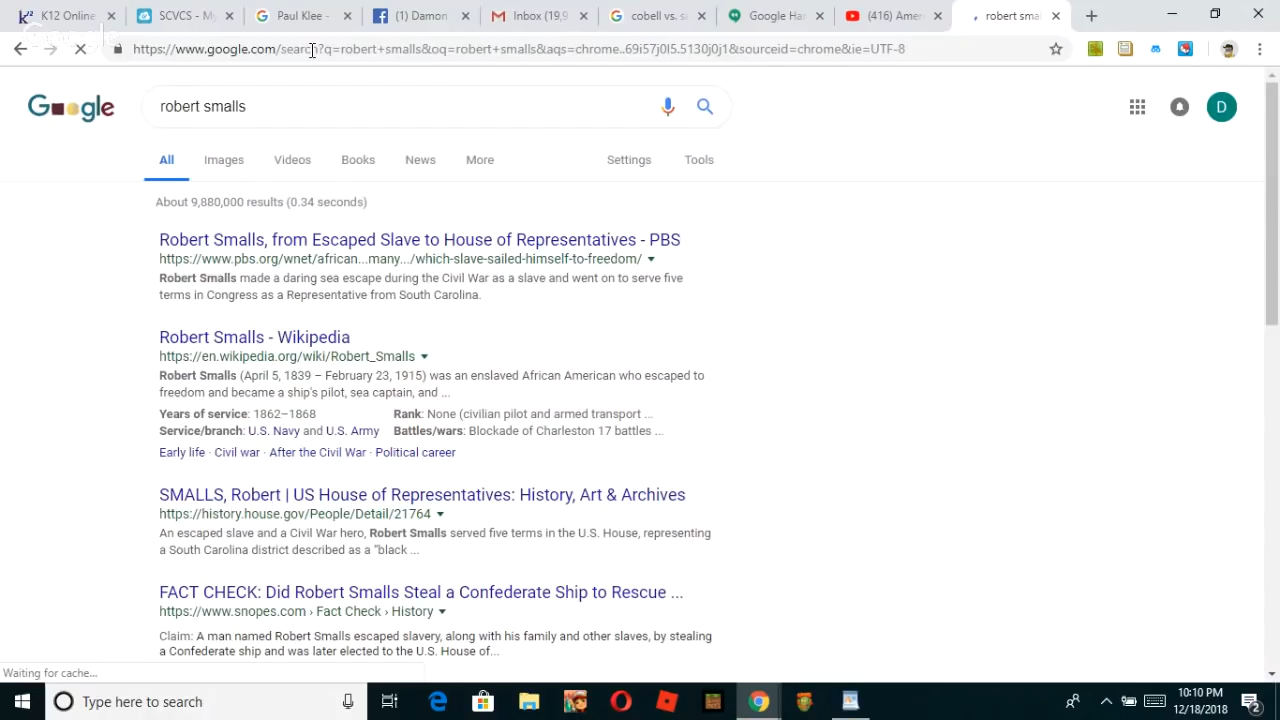 K12 Online
SCVCS - My
Paul Klee -
Damon
Inbox (19,9
cobell vs. s
Google Har
(416) Amer
robert smal
https://www.google.com/search?q=robert+smalls&oq=robert+smalls&aqs=chrome..69i57j0l5.5130j0j1&sourceid=chrome&ie=UTF-8
Google
robert smalls
D
All Images Videos Books News More Settings Tools
About 9,880,000 results (0.34 seconds)
Robert Smalls, from Escaped Slave to House of Representatives - PBS
https://www.pbs.org/wnet/african...many.../which-slave-sailed-himself-to-freedom/
Robert Smalls made a daring sea escape during the Civil War as a slave and went on to serve five
terms in Congress as a Representative from South Carolina.
Robert Smalls - Wikipedia
https://en.wikipedia.org/wiki/Robert_Smalls
Robert Smalls (April 5, 1839 – February 23, 1915) was an enslaved African American who escaped to
freedom and became a ship's pilot, sea captain, and ...
Years of service: 1862–1868 Rank: None (civilian pilot and armed transport ...
Service/branch: U.S. Navy and U.S. Army Battles/wars: Blockade of Charleston 17 battles ...
Early life · Civil war · After the Civil War · Political career
SMALLS, Robert | US House of Representatives: History, Art & Archives
https://history.house.gov/People/Detail/21764
An escaped slave and a Civil War hero, Robert Smalls served five terms in the U.S. House, representing
a South Carolina district described as a “black ...
FACT CHECK: Did Robert Smalls Steal a Confederate Ship to Rescue ...
https://www.snopes.com › Fact Check › History
Claim: A man named Robert Smalls escaped slavery, along with his family and other slaves, by stealing
a Confederate ship and was later elected to the U.S. House of...
Waiting for cache...
Type here to search
10:10 PM
12/18/2018
2